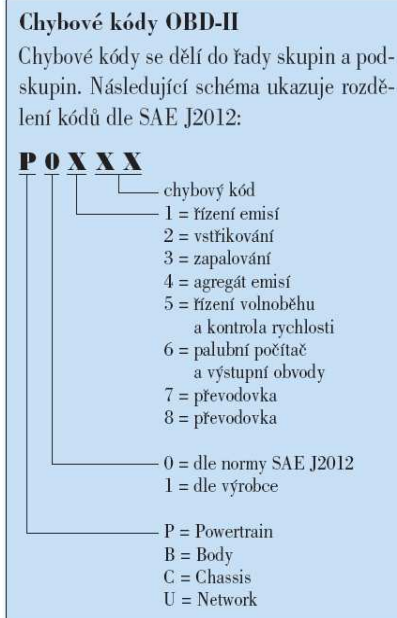 Chybové kódy OBD-II
Chybové kódy se dělí do řady skupin a pod-
skupin. Následující schéma ukazuje rozdě-
lení kódů dle SAE J2012:
P 0 X X X
chybový kód
1 = řízení emisí
2 = vstřikování
3 = zapalování
4 = agregát emisí
5 = řízení volnoběhu
a kontrola rychlosti
6 = palubní počítač
a výstupní obvody
7 = převodovka
8 = převodovka
0 = dle normy SAE J2012
1 = dle výrobce
P = Powertrain
B = Body
C = Chassis
U = Network